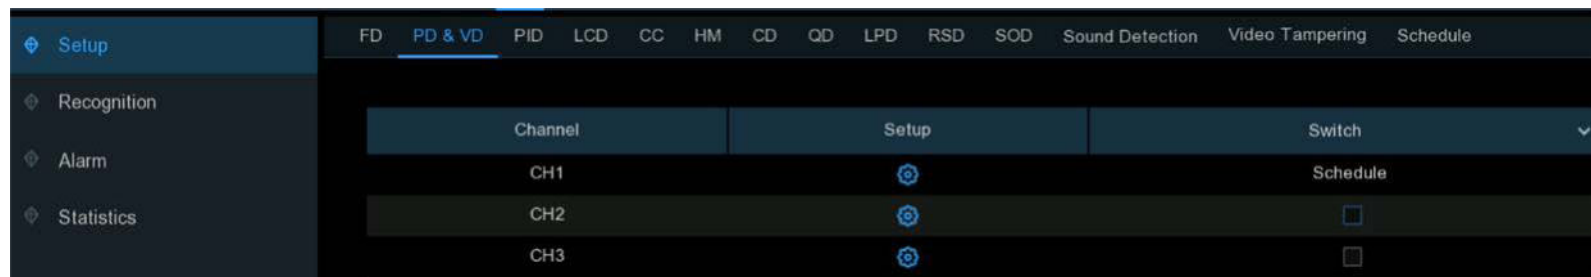 Setup
Recognition
Alarm
Statistics
FD PD & VD PID LCD CC HM CD QD LPD RSD SOD Sound Detection Video Tampering Schedule
Channel Setup Switch
CH1 Schedule
CH2
CH3